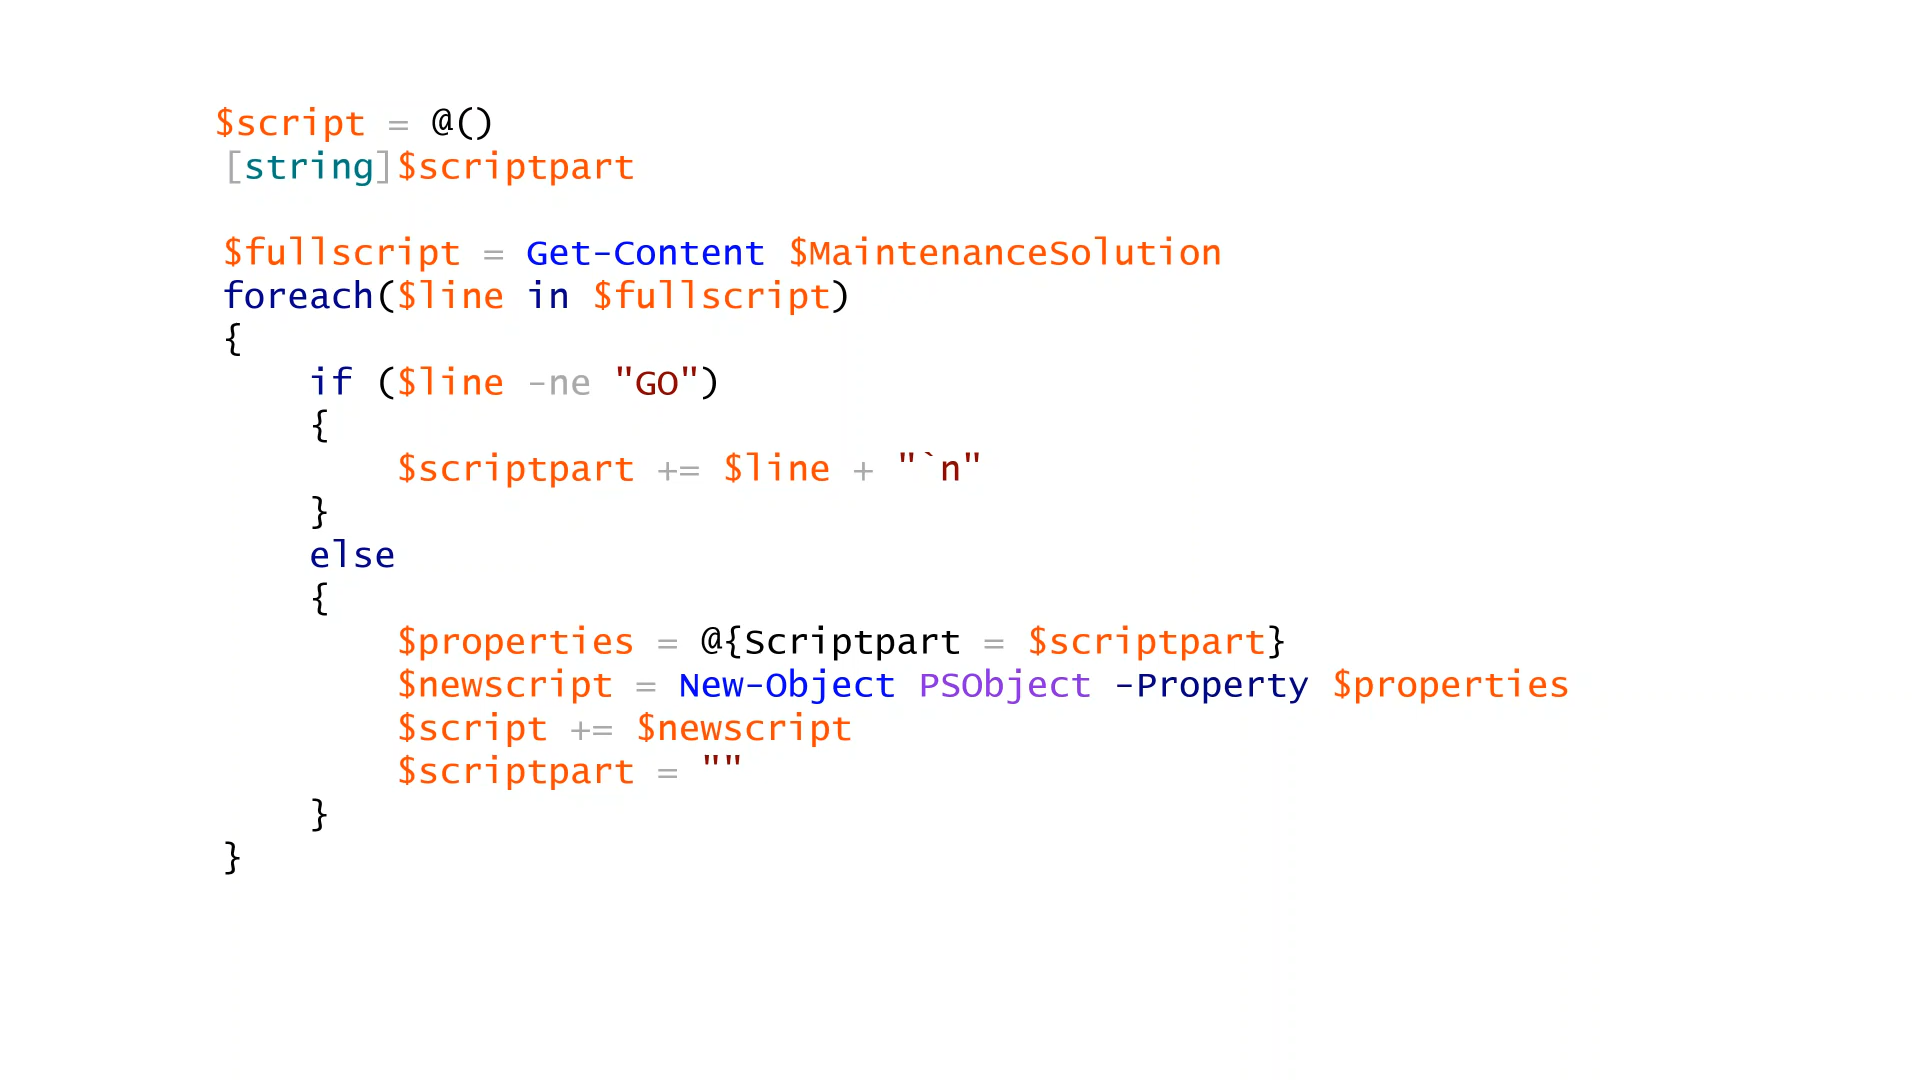 $script = @()
[string]$scriptpart
$fullscript = Get-Content $MaintenanceSolution
foreach($line in $fullscript)
{
if ($line -ne "GO")
{
$scriptpart += $line + "`n"
}
else
{
$properties = @{Scriptpart = $scriptpart}
$newscript = New-Object PSObject -Property $properties
$script += $newscript
$scriptpart = ""
}
}